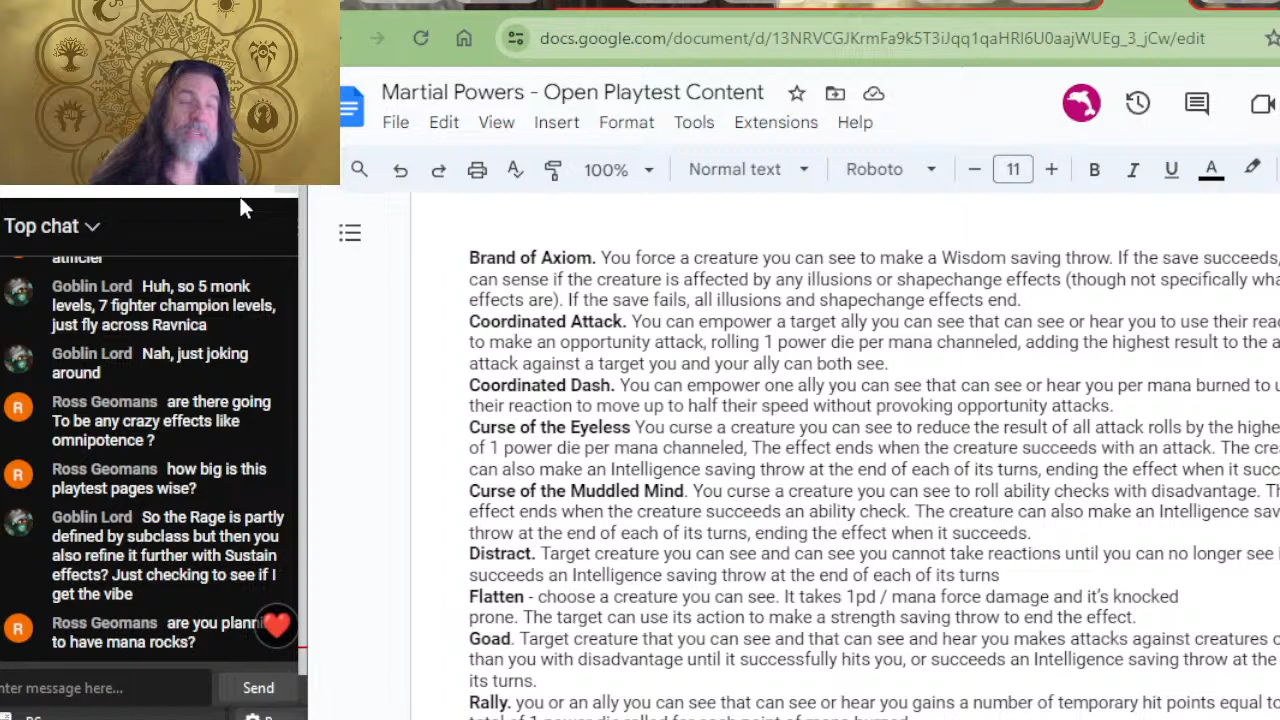 docs.google.com/document/d/13NRVCGJKrmFa9k5T3iJqq1qaHRl6U0aajWUEg_3_jCw/edit
Martial Powers - Open Playtest Content
File Edit View Insert Format Tools Extensions Help
100% Normal text Roboto 11 B I U A
Top chat
Goblin Lord Huh, so 5 monk
levels, 7 fighter champion levels,
just fly across Ravnica
Goblin Lord Nah, just joking
around
Ross Geomans are there going
To be any crazy effects like
omnipotence ?
Ross Geomans how big is this
playtest pages wise?
Goblin Lord So the Rage is partly
defined by subclass but then you
also refine it further with Sustain
effects? Just checking to see if I
get the vibe
Ross Geomans are you
to have mana rocks?
Send
Brand of Axiom. You force a creature you can see to make a Wisdom saving throw. If the save succeeds,
can sense if the creature is affected by any illusions or shapechange effects (though not specifically
effects are). If the save fails, all illusions and shapechange effects end.
Coordinated Attack. You can empower a target ally you can see that can see or hear you to use their
to make an opportunity attack, rolling 1 power die per mana channeled, adding the highest result to the
attack against a target you and your ally can both see.
Coordinated Dash. You can empower one ally you can see that can see or hear you per mana burned to
their reaction to move up to half their speed without provoking opportunity attacks.
Curse of the Eyeless You curse a creature you can see to reduce the result of all attack rolls by the
of 1 power die per mana channeled, The effect ends when the creature succeeds with an attack. The
can also make an Intelligence saving throw at the end of each of its turns, ending the effect when it
Curse of the Muddled Mind. You curse a creature you can see to roll ability checks with disadvantage.
effect ends when the creature succeeds an ability check. The creature can also make an Intelligence
throw at the end of each of its turns, ending the effect when it succeeds.
Distract. Target creature you can see and can see you cannot take reactions until you can no longer see
succeeds an Intelligence saving throw at the end of each of its turns
Flatten - choose a creature you can see. It takes 1pd / mana force damage and it's knocked
prone. The target can use its action to make a strength saving throw to end the effect.
Goad. Target creature that you can see and that can see and hear you makes attacks against creatures
than you with disadvantage until it successfully hits you, or succeeds an Intelligence saving throw at the
its turns.
Rally. you or an ally you can see that can see or hear you gains a number of temporary hit points equal